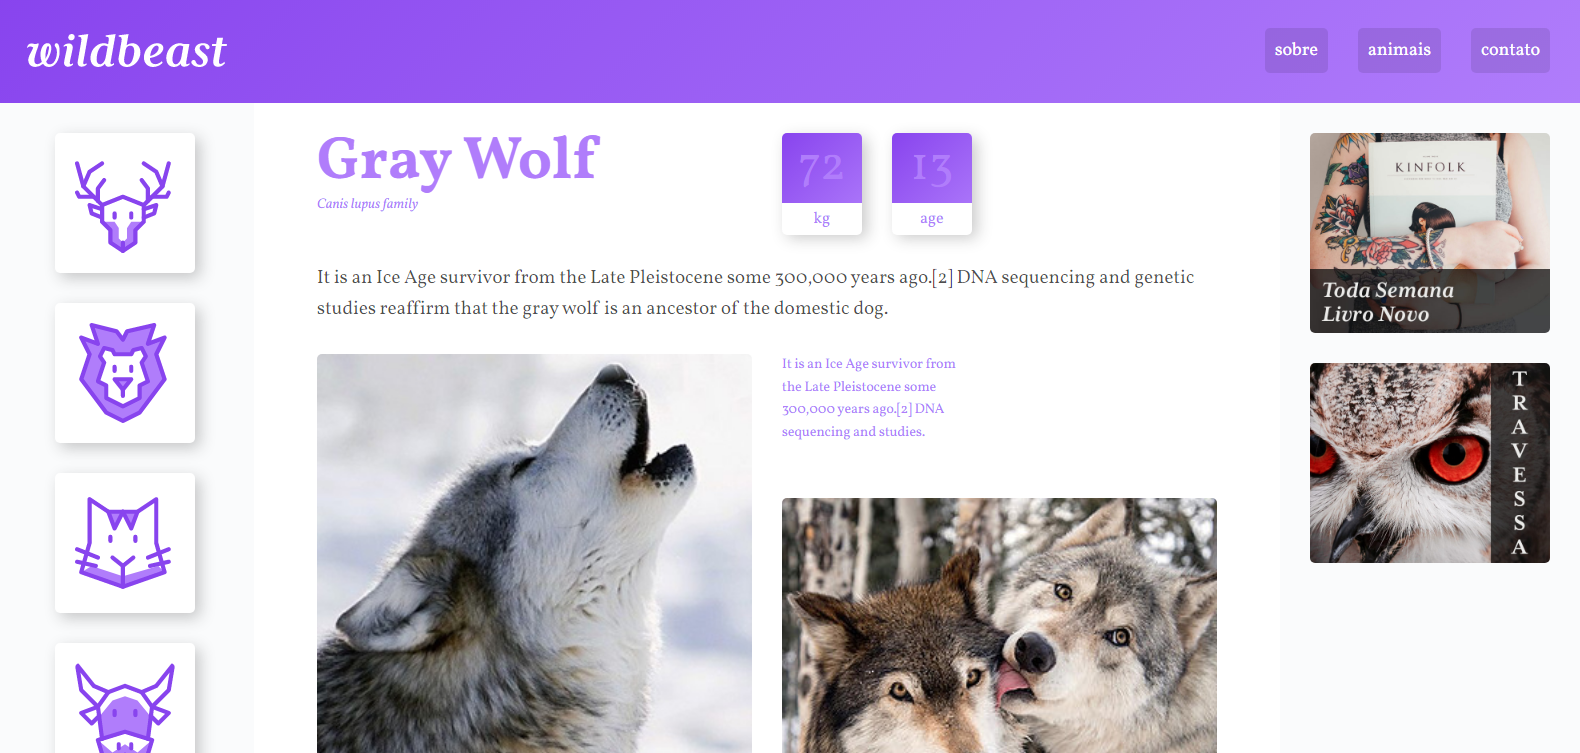 wildbeast
sobre
animais
contato
Gray Wolf
Canis lupus family
72
kg
13
age
It is an Ice Age survivor from the Late Pleistocene some 300,000 years ago.[2] DNA sequencing and genetic
studies reaffirm that the gray wolf is an ancestor of the domestic dog.
It is an Ice Age survivor from
the Late Pleistocene some
300,000 years ago.[2] DNA
sequencing and studies.
KINFOLK
Toda Semana
Livro Novo
TRAVESSA